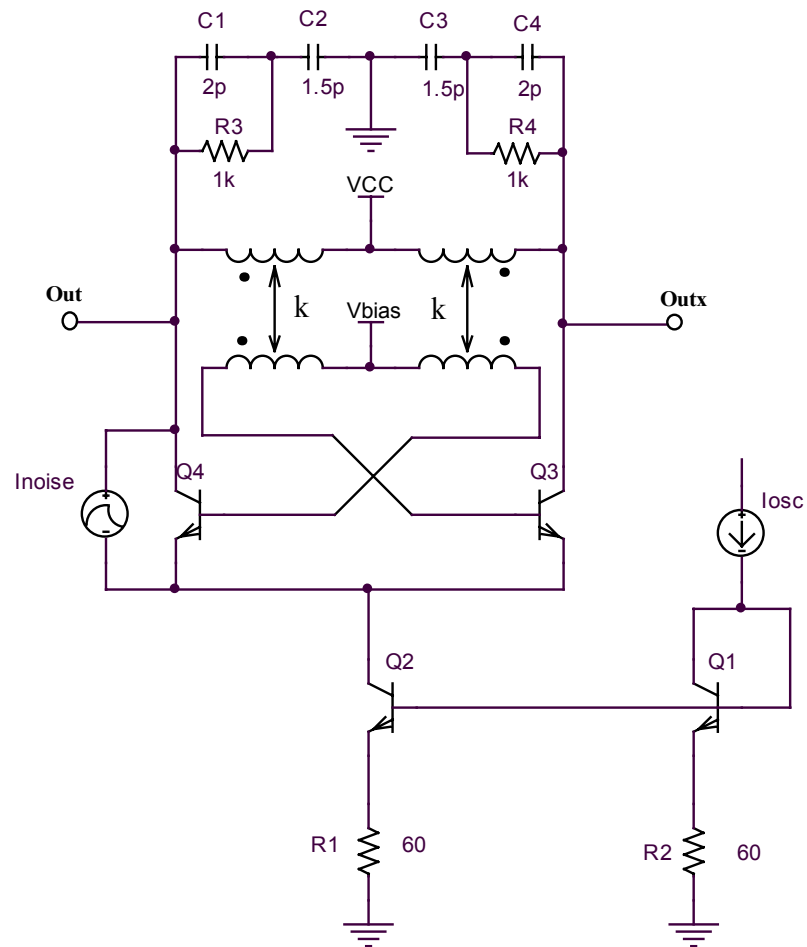 C1 C2 C3 C4
2p 1.5p 1.5p 2p
R3 R4
1k 1k
VCC
Out k Vbias k Outx
Inoise Q4 Q3 Iosc
Q2 Q1
R1 60 R2 60